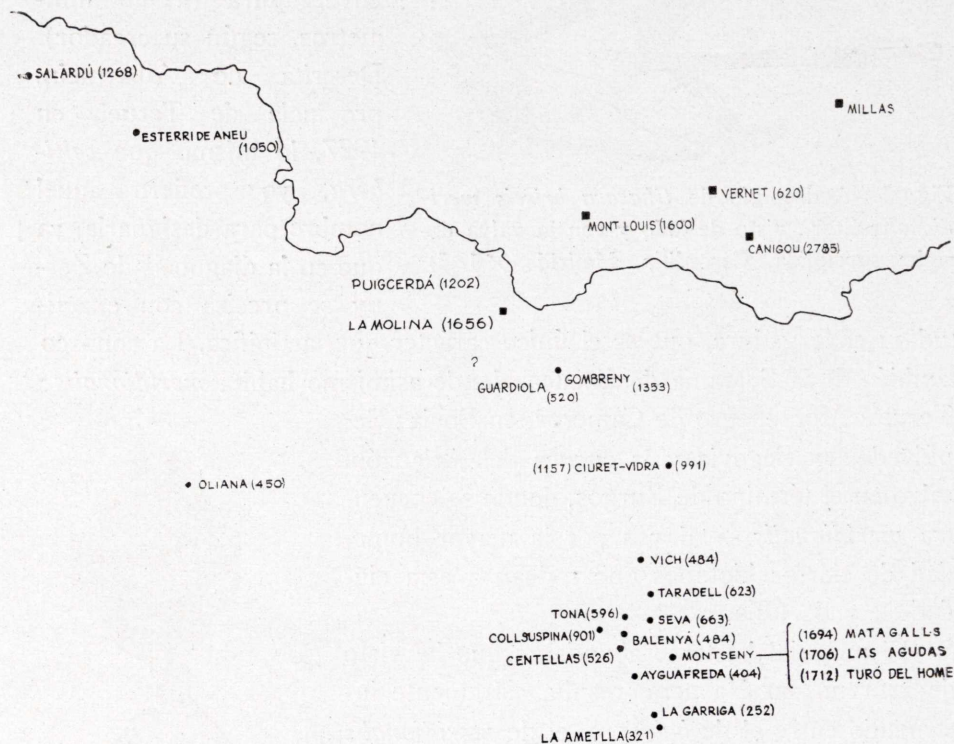 SALARDÚ (1268)
MILLAS
ESTERRI DE ANEU
(1050)
VERNET (620)
MONT LOUIS (1600)
CANIGOU (2785)
PUIGCERDÁ (1202)
LA MOLINA (1656)
?
GOMBRENY
GUARDIOLA (1353)
(520)
(1157) CIURET-VIDRA (991)
OLIANA (450)
VICH (484)
TARADELL (623)
TONA (596)
SEVA (663)
COLLSUSPINA (901)
BALENYÁ (484)
(1694) MATAGALLS
CENTELLAS (526)
MONTSENY
(1706) LAS AGUDAS
AYGUAFREDA (404)
(1712) TURÓ DEL HOME
LA GARRIGA (252)
LA AMETLLA (321)